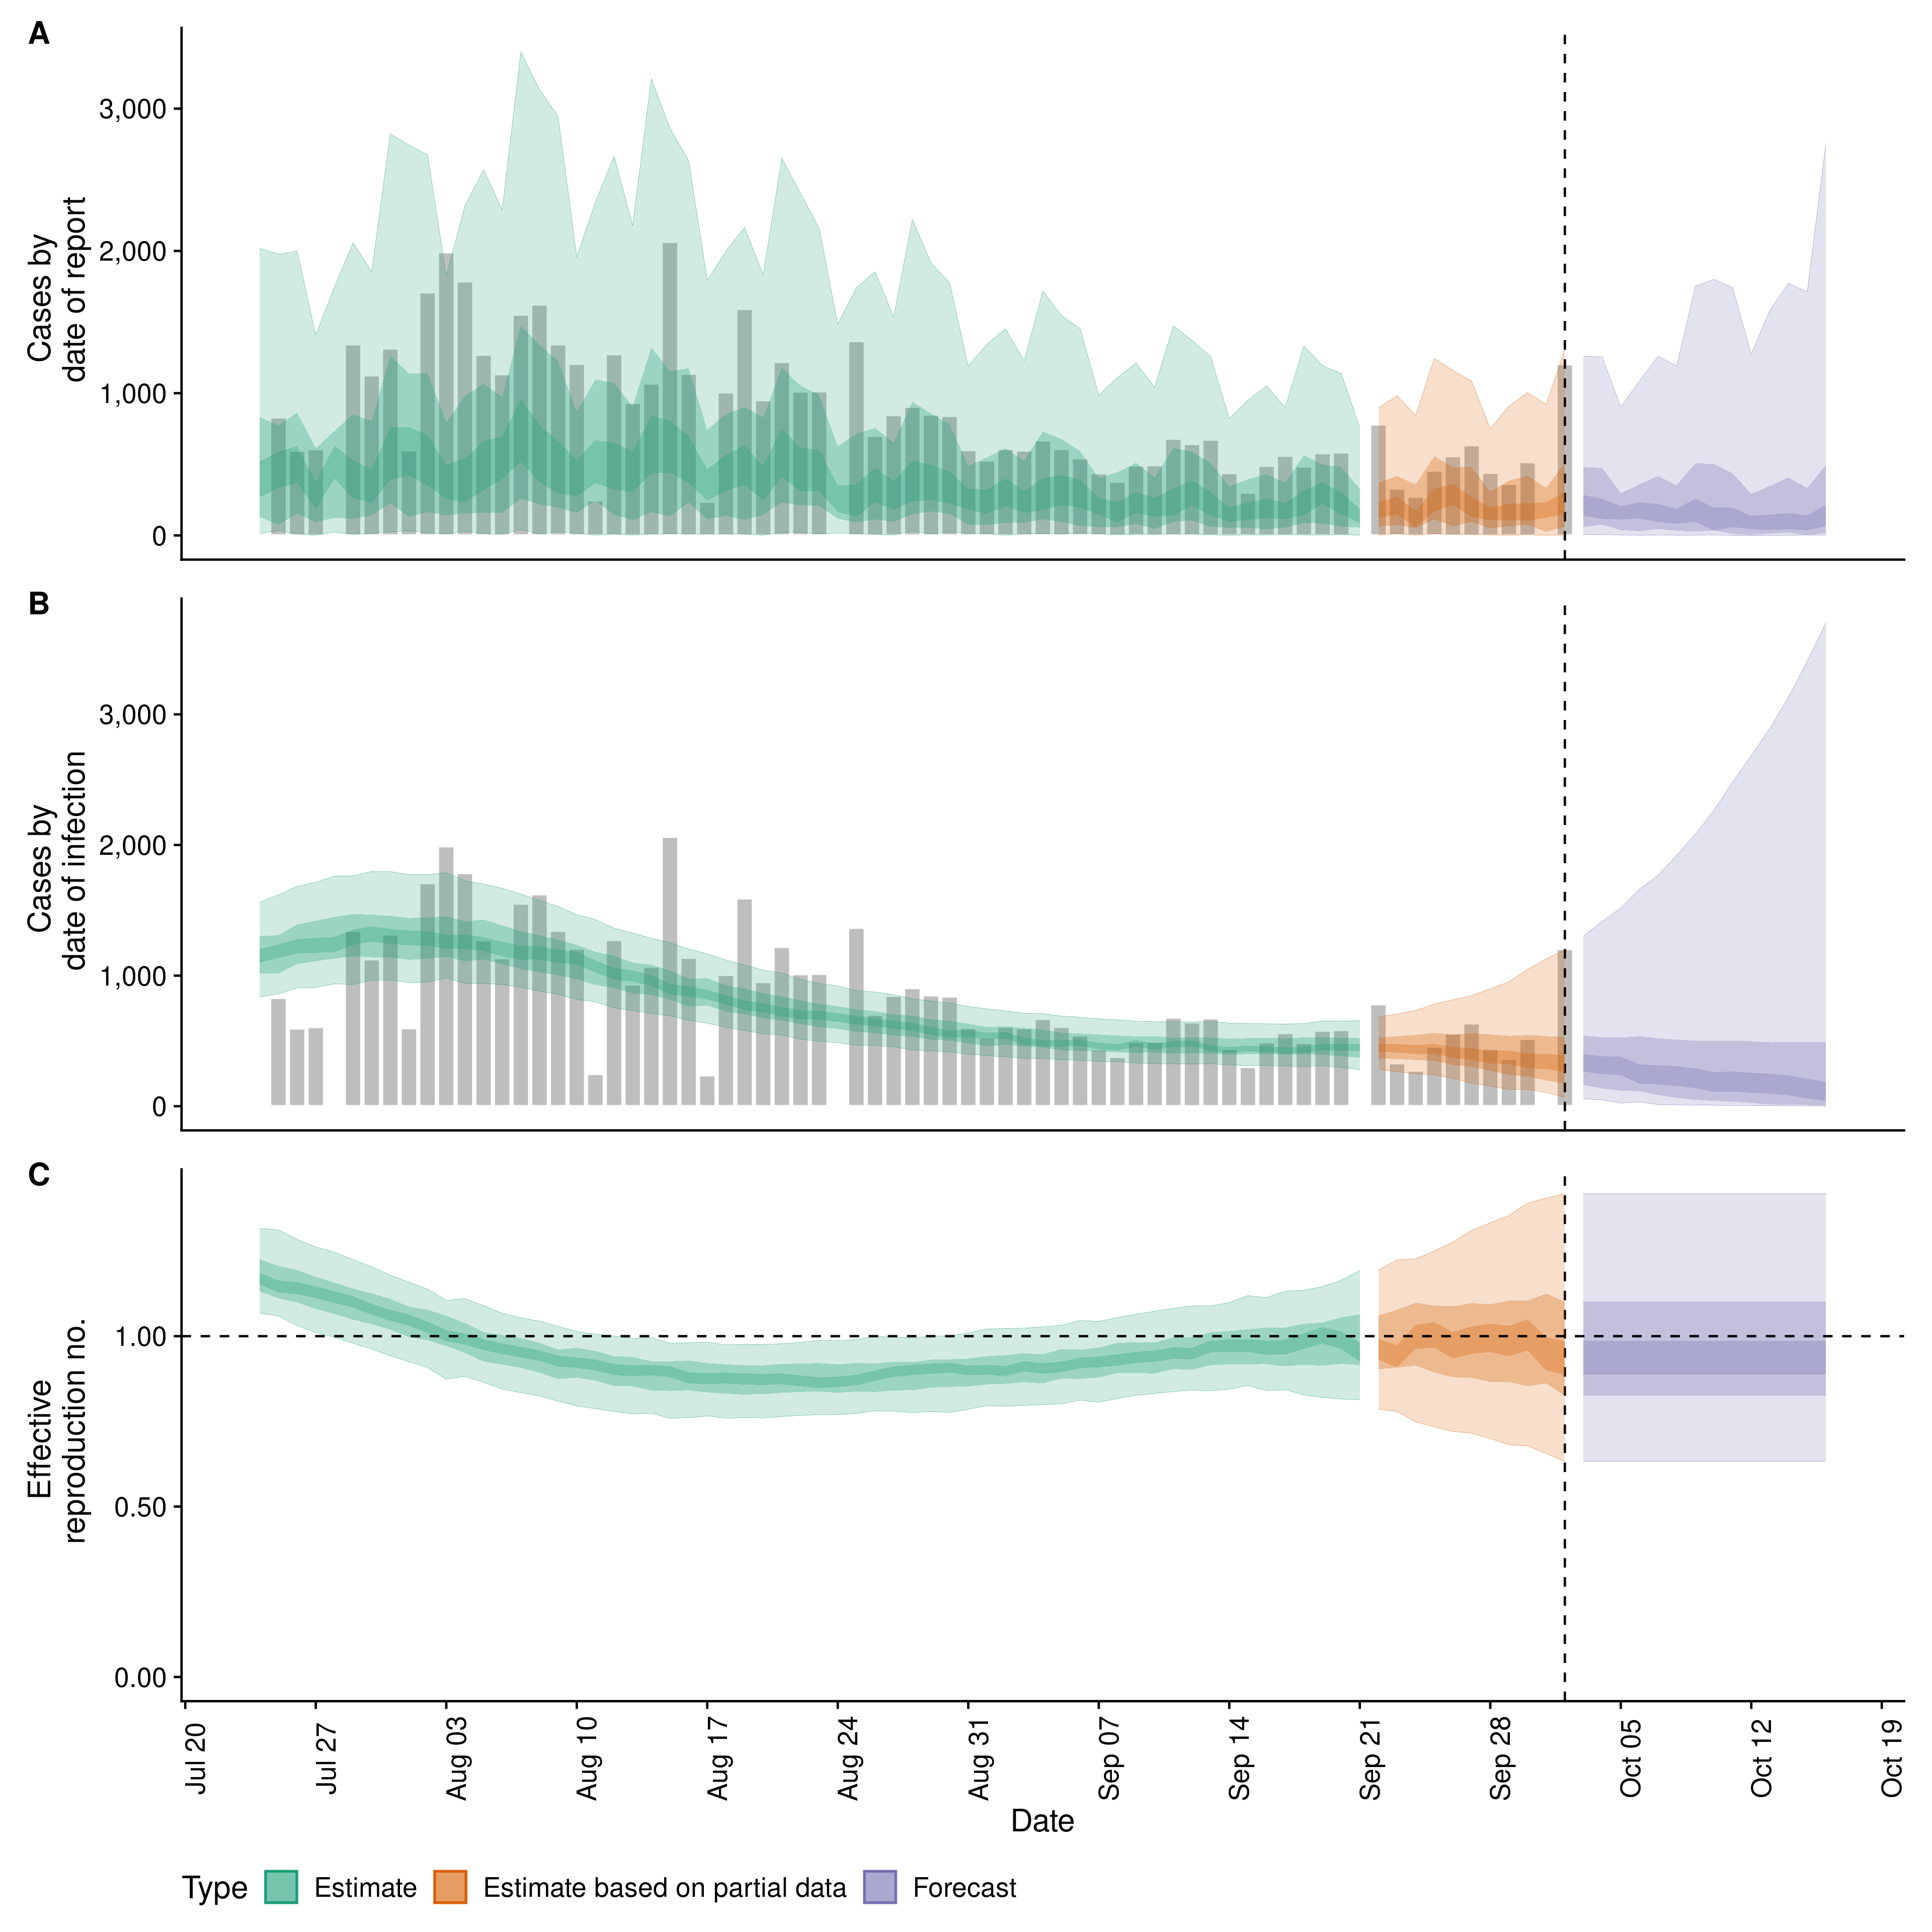 A
Cases by
date of report
3,000
2,000
1,000
0
B
Cases by
date of infection
3,000
2,000
1,000
0
C
Effective
reproduction no.
1.00
0.50
0.00
Jul 20
Jul 27
Aug 03
Aug 10
Aug 17
Aug 24
Aug 31
Sep 07
Sep 14
Sep 21
Sep 28
Oct 05
Oct 12
Oct 19
Date
Type Estimate Estimate based on partial data Forecast